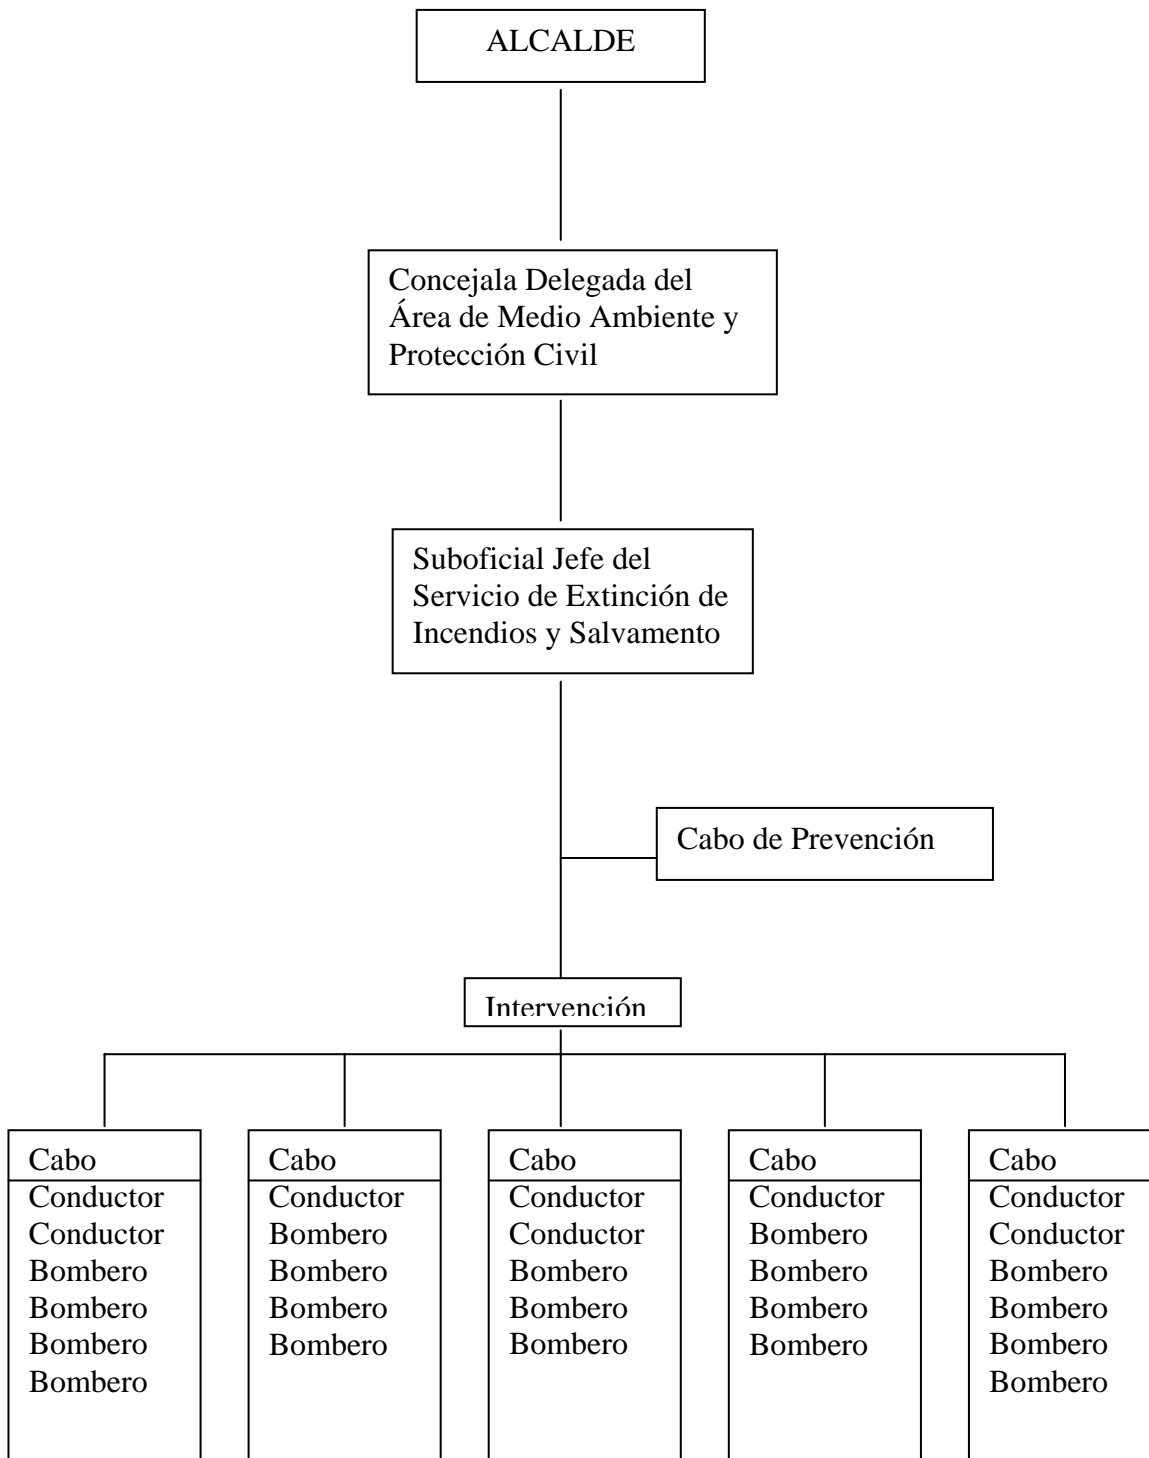 ALCALDE
Concejala Delegada del
Área de Medio Ambiente y
Protección Civil
Suboficial Jefe del
Servicio de Extinción de
Incendios y Salvamento
Cabo de Prevención
Intervención
Cabo
Conductor
Conductor
Bombero
Bombero
Bombero
Bombero
Cabo
Conductor
Bombero
Bombero
Bombero
Bombero
Cabo
Conductor
Conductor
Bombero
Bombero
Bombero
Cabo
Conductor
Bombero
Bombero
Bombero
Bombero
Cabo
Conductor
Conductor
Bombero
Bombero
Bombero
Bombero